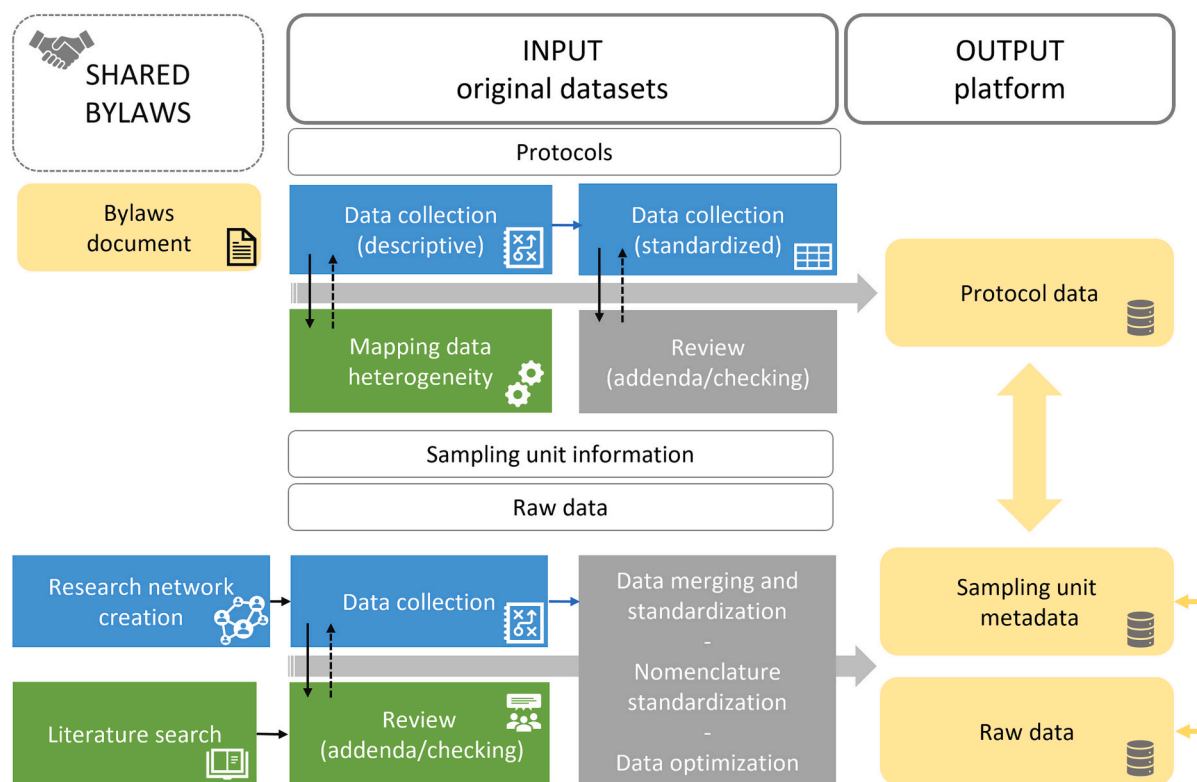 SHARED
BYLAWS
INPUT
original datasets
OUTPUT
platform
Protocols
Bylaws
document
Data collection
(descriptive)
Data collection
(standardized)
Protocol data
Mapping data
heterogeneity
Review
(addenda/checking)
Sampling unit information
Raw data
Research network
creation
Data collection
Data merging and
standardization
-
Nomenclature
standardization
-
Data optimization
Sampling unit
metadata
Literature search
Review
(addenda/checking)
Raw data